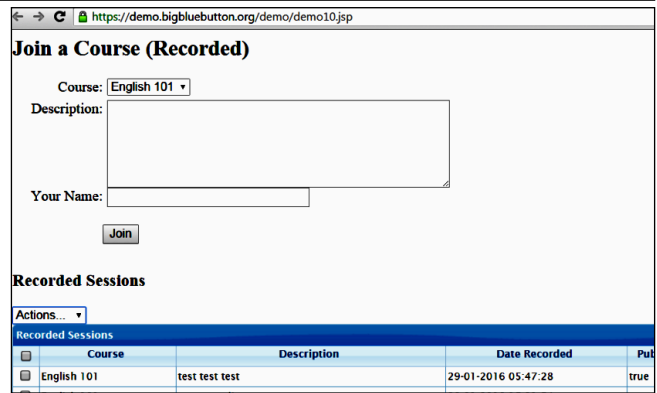 https://demo.bigbluebutton.org/demo/demo10.jsp
Join a Course (Recorded)
Course: English 101
Description:
Your Name:
Join
Recorded Sessions
Actions...
Recorded Sessions
Course Description Date Recorded Pub
English 101 test test test 29-01-2016 05:47:28 true